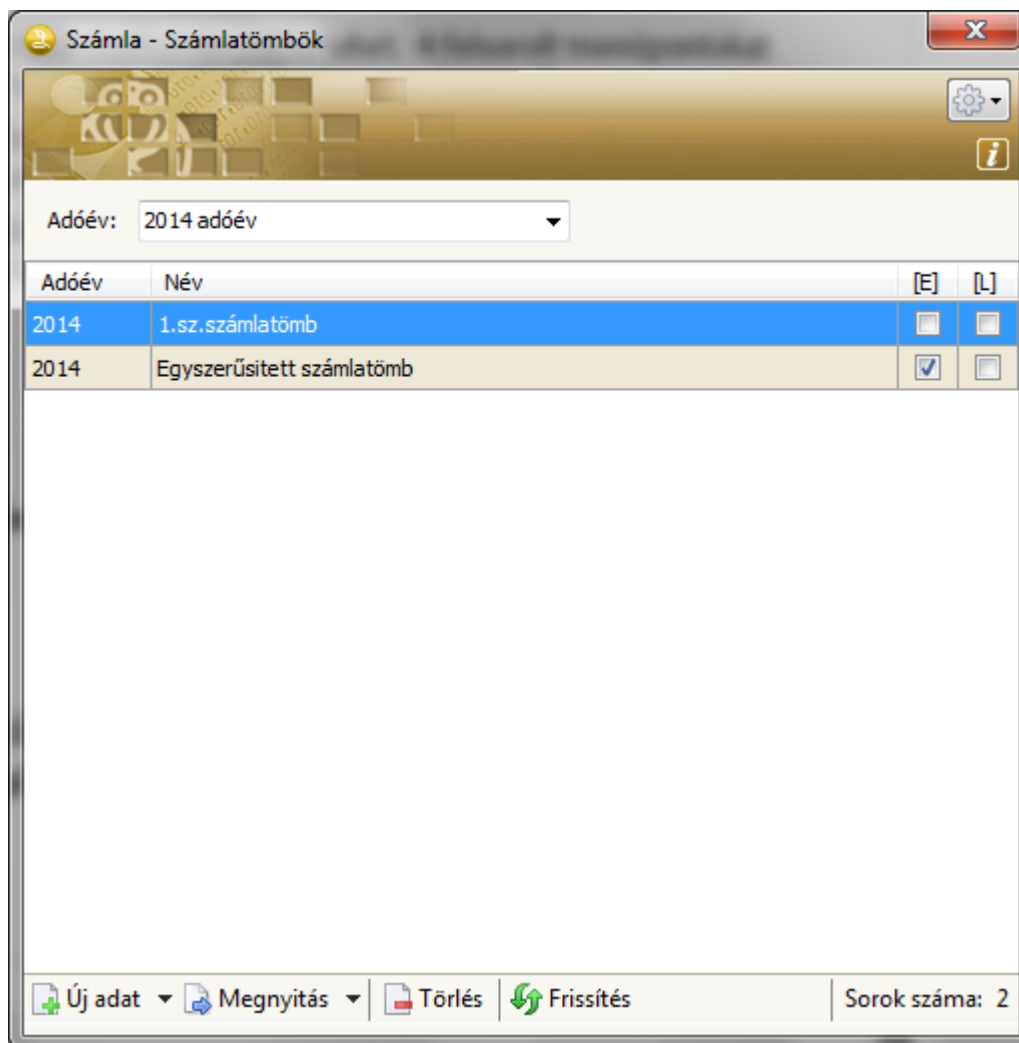 Számla - Számlatömbök
Adóév: 2014 adóév
Adóév Név [E] [L]
2014 1.sz.számlatömb
2014 Egyszerűsitett számlatömb
Új adat Megnyitás Törlés Frissítés Sorok száma: 2